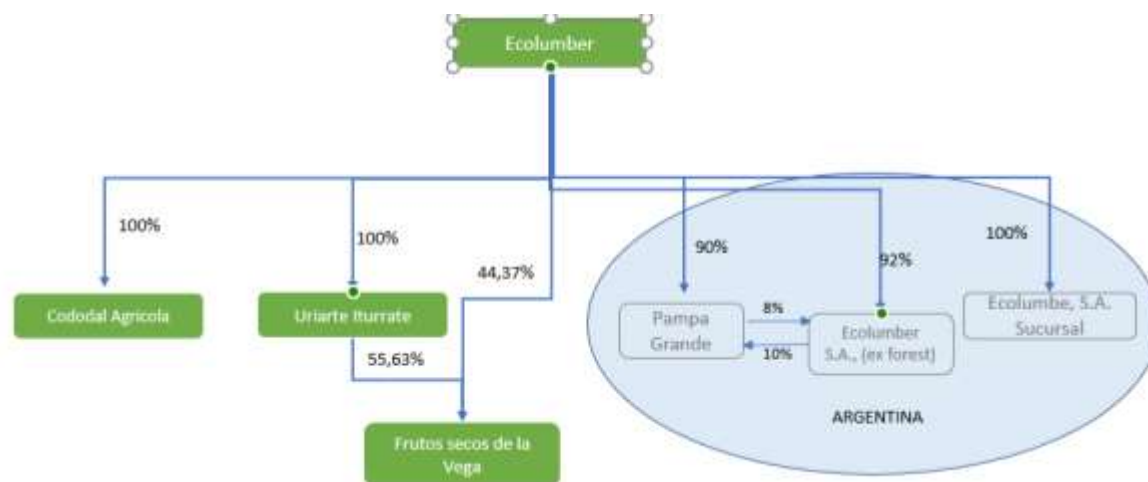 Ecolumber
100%
100%
44,37%
90%
92%
100%
Cododal Agrícola
Uriarte Iturrate
Pampa
Grande
8%
10%
Ecolumber
S.A., (ex forest)
Ecolumbe, S.A.
Sucursal
55,63%
ARGENTINA
Frutos secos de la
Vega